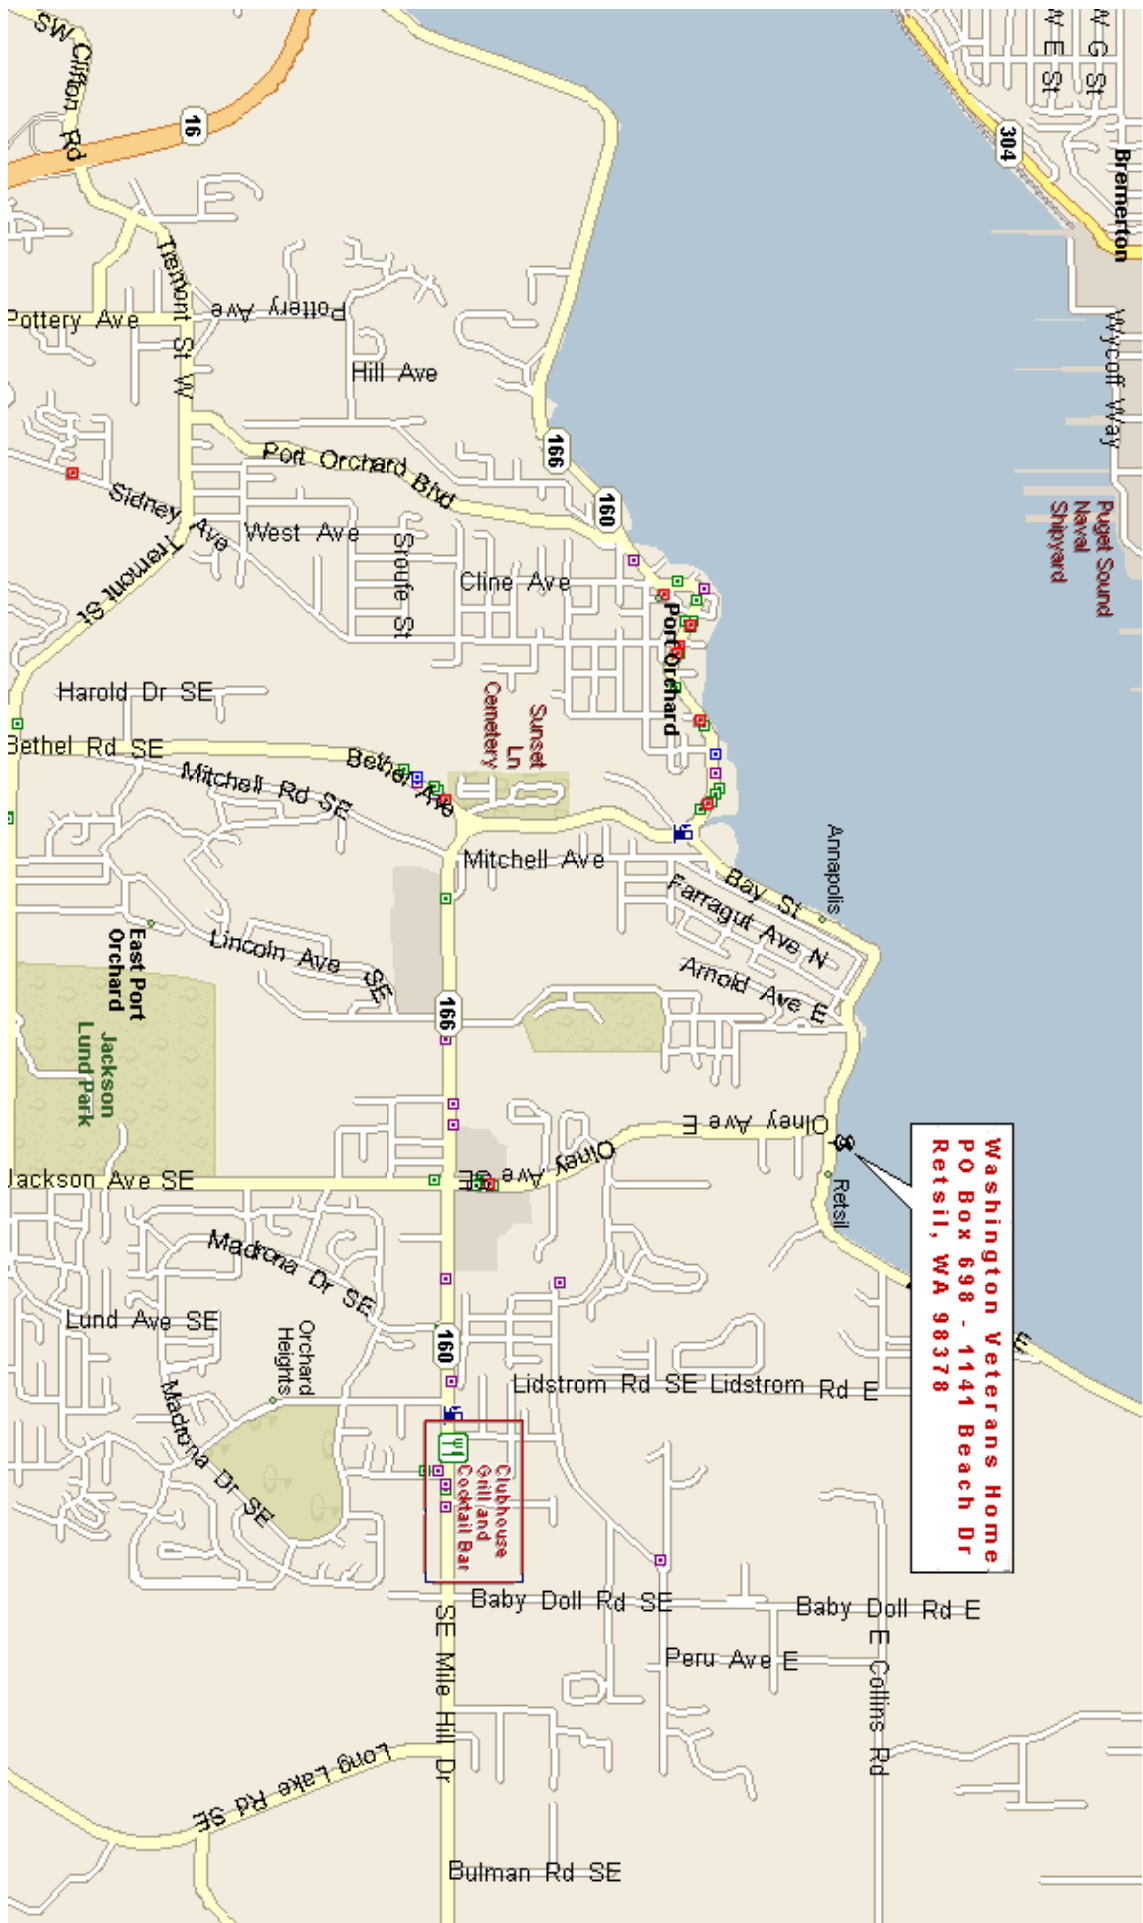 Washington Veterans Home
PO Box 698 - 1141 Beach Dr
Retsil, WA 98378
W G St
W E St
Bremerton
304
Wycoff Way
Puget Sound
Naval
Shipyard
SW Clifton Rd
16
Tremont St W
Pottery Ave
Pottery Ave
Hill Ave
Port Orchard Blvd
166
160
Sidney Ave
West Ave
Sroufe St
Cline Ave
Port Orchard
Tremont St
Harold Dr SE
Bethel Rd SE
Mitchell Rd SE
Bethel Ave
Sunset
Ln
Cemetery
Mitchell Ave
Bay St
Annapolis
Farragut Ave N
Arnold Ave E
East Port
Orchard
Lincoln Ave SE
Jackson
Lund Park
166
Olney Ave E
Olney Ave SE
Retsil
E
Jackson Ave SE
Madrona Dr SE
Lund Ave SE
Orchard
Heights
160
Madrona Dr SE
Lidstrom Rd SE
Lidstrom Rd E
Clubhouse
Grill and
Cocktail Bar
Baby Doll Rd SE
Baby Doll Rd E
Peru Ave E
E Collins Rd
SE Mile Hill Dr
Long Lake Rd SE
Bulman Rd SE